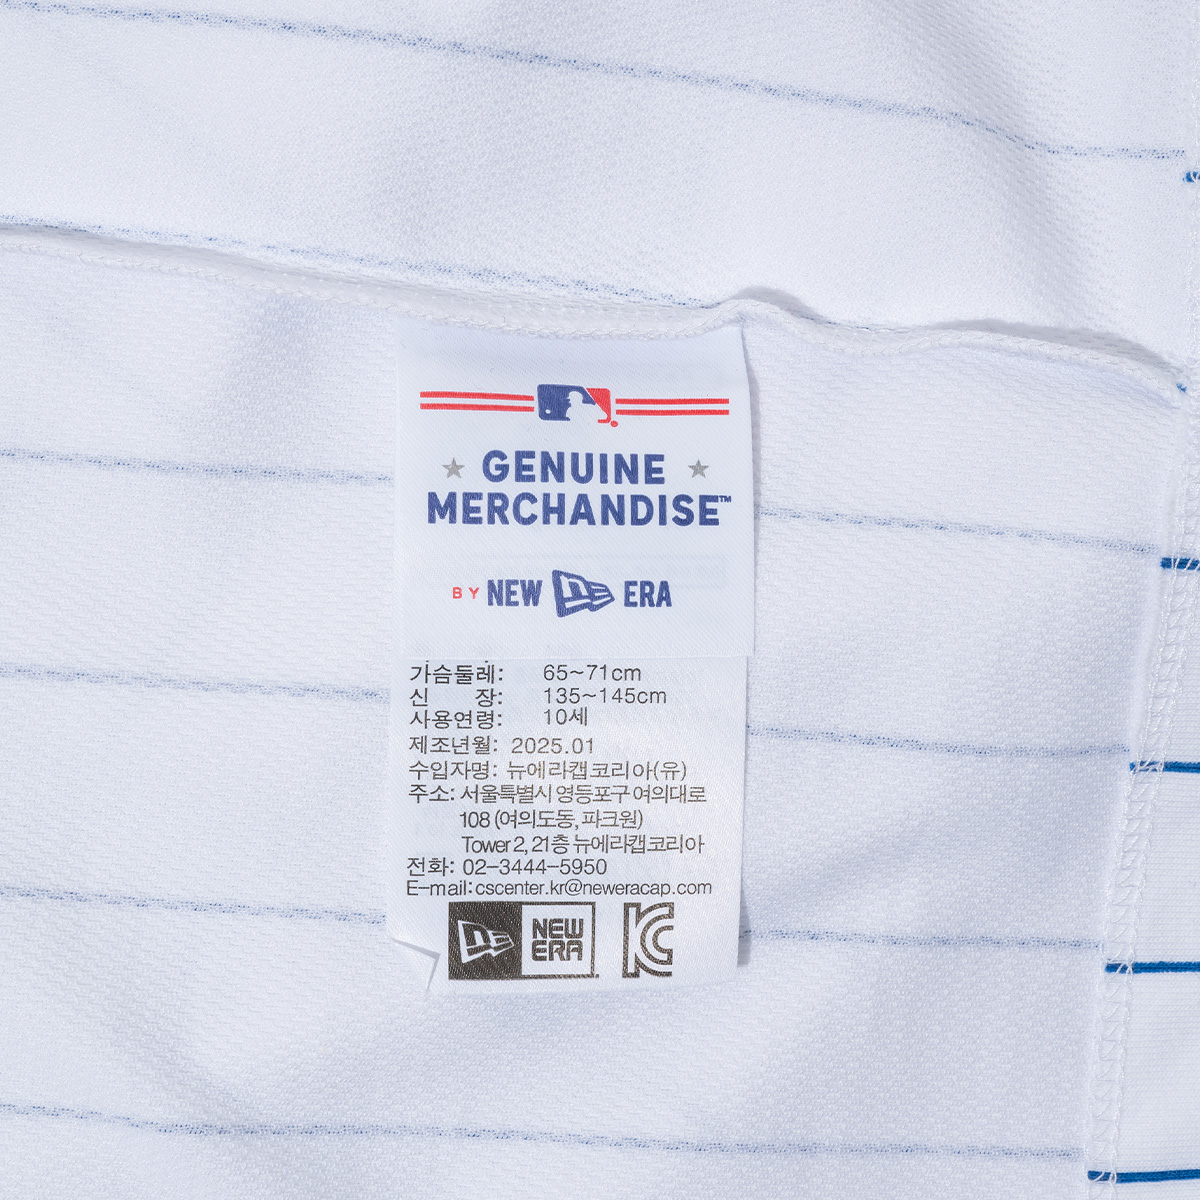 GENUINE
MERCHANDISE™
BY NEW ERA
가슴둘레: 65~71cm
신 장: 135~145cm
사용연령: 10세
제조년월: 2025.01
수입자명: 뉴에라캡코리아(유)
주소: 서울특별시 영등포구 여의대로
108 (여의도동, 파크원)
Tower 2, 21층 뉴에라캡코리아
전화: 02-3444-5950
E-mail:cscenter.kr@neweracap.com
NEW
ERA
KC